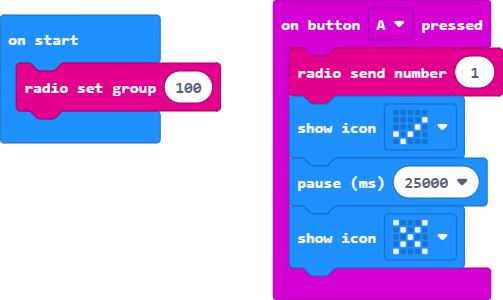 on start
radio set group 100
on button A pressed
radio send number 1
show icon
pause (ms) 25000
show icon